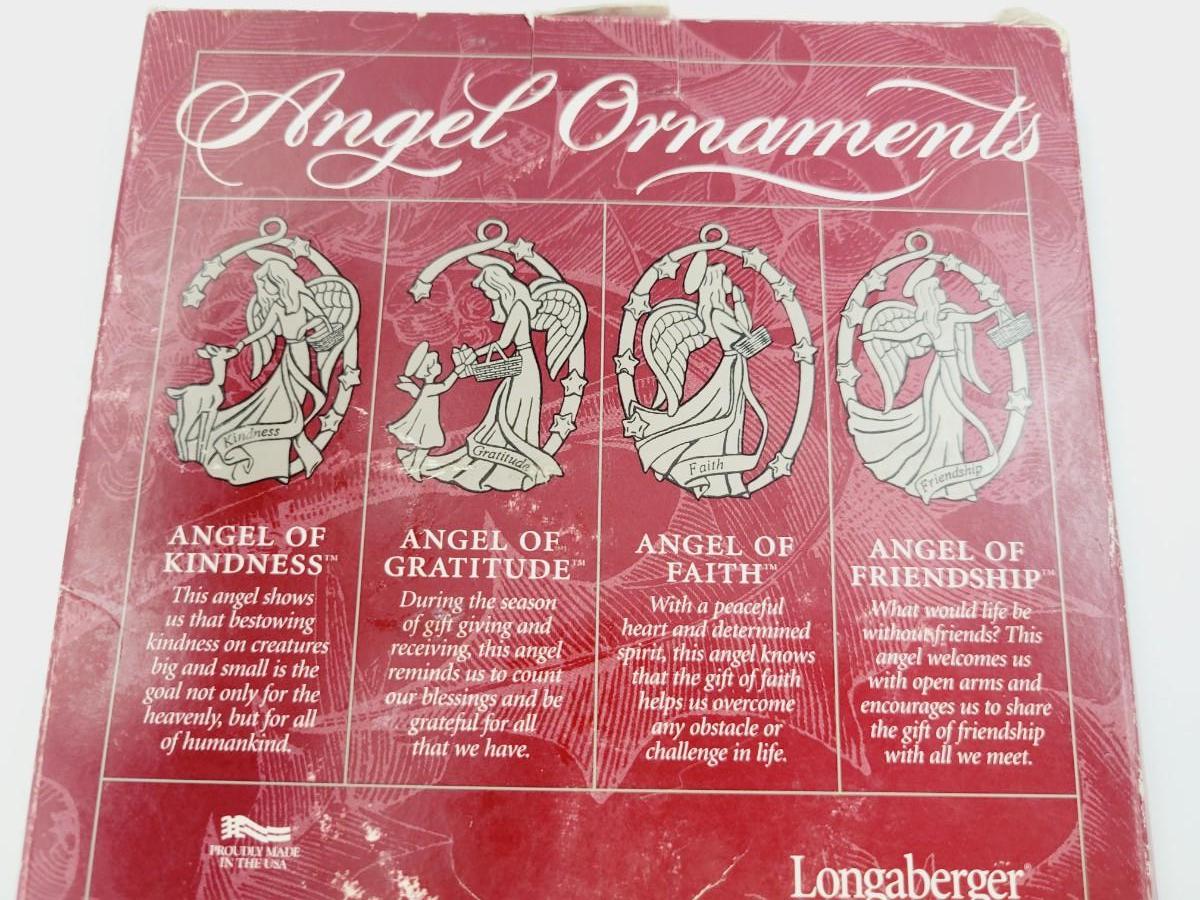 Angel Ornaments
Kindness
Gratitude
Faith
Friendship
ANGEL OF
KINDNESS™
This angel shows
us that bestowing
kindness on creatures
big and small is the
goal not only for the
heavenly, but for all
of humankind.
ANGEL OF
GRATITUDE™
During the season
of gift giving and
receiving, this angel
reminds us to count
our blessings and be
grateful for all
that we have.
ANGEL OF
FAITH™
With a peaceful
heart and determined
spirit, this angel knows
that the gift of faith
helps us overcome
any obstacle or
challenge in life.
ANGEL OF
FRIENDSHIP™
What would life be
without friends? This
angel welcomes us
with open arms and
encourages us to share
the gift of friendship
with all we meet.
PROUDLY MADE
IN THE USA
Longaberger®